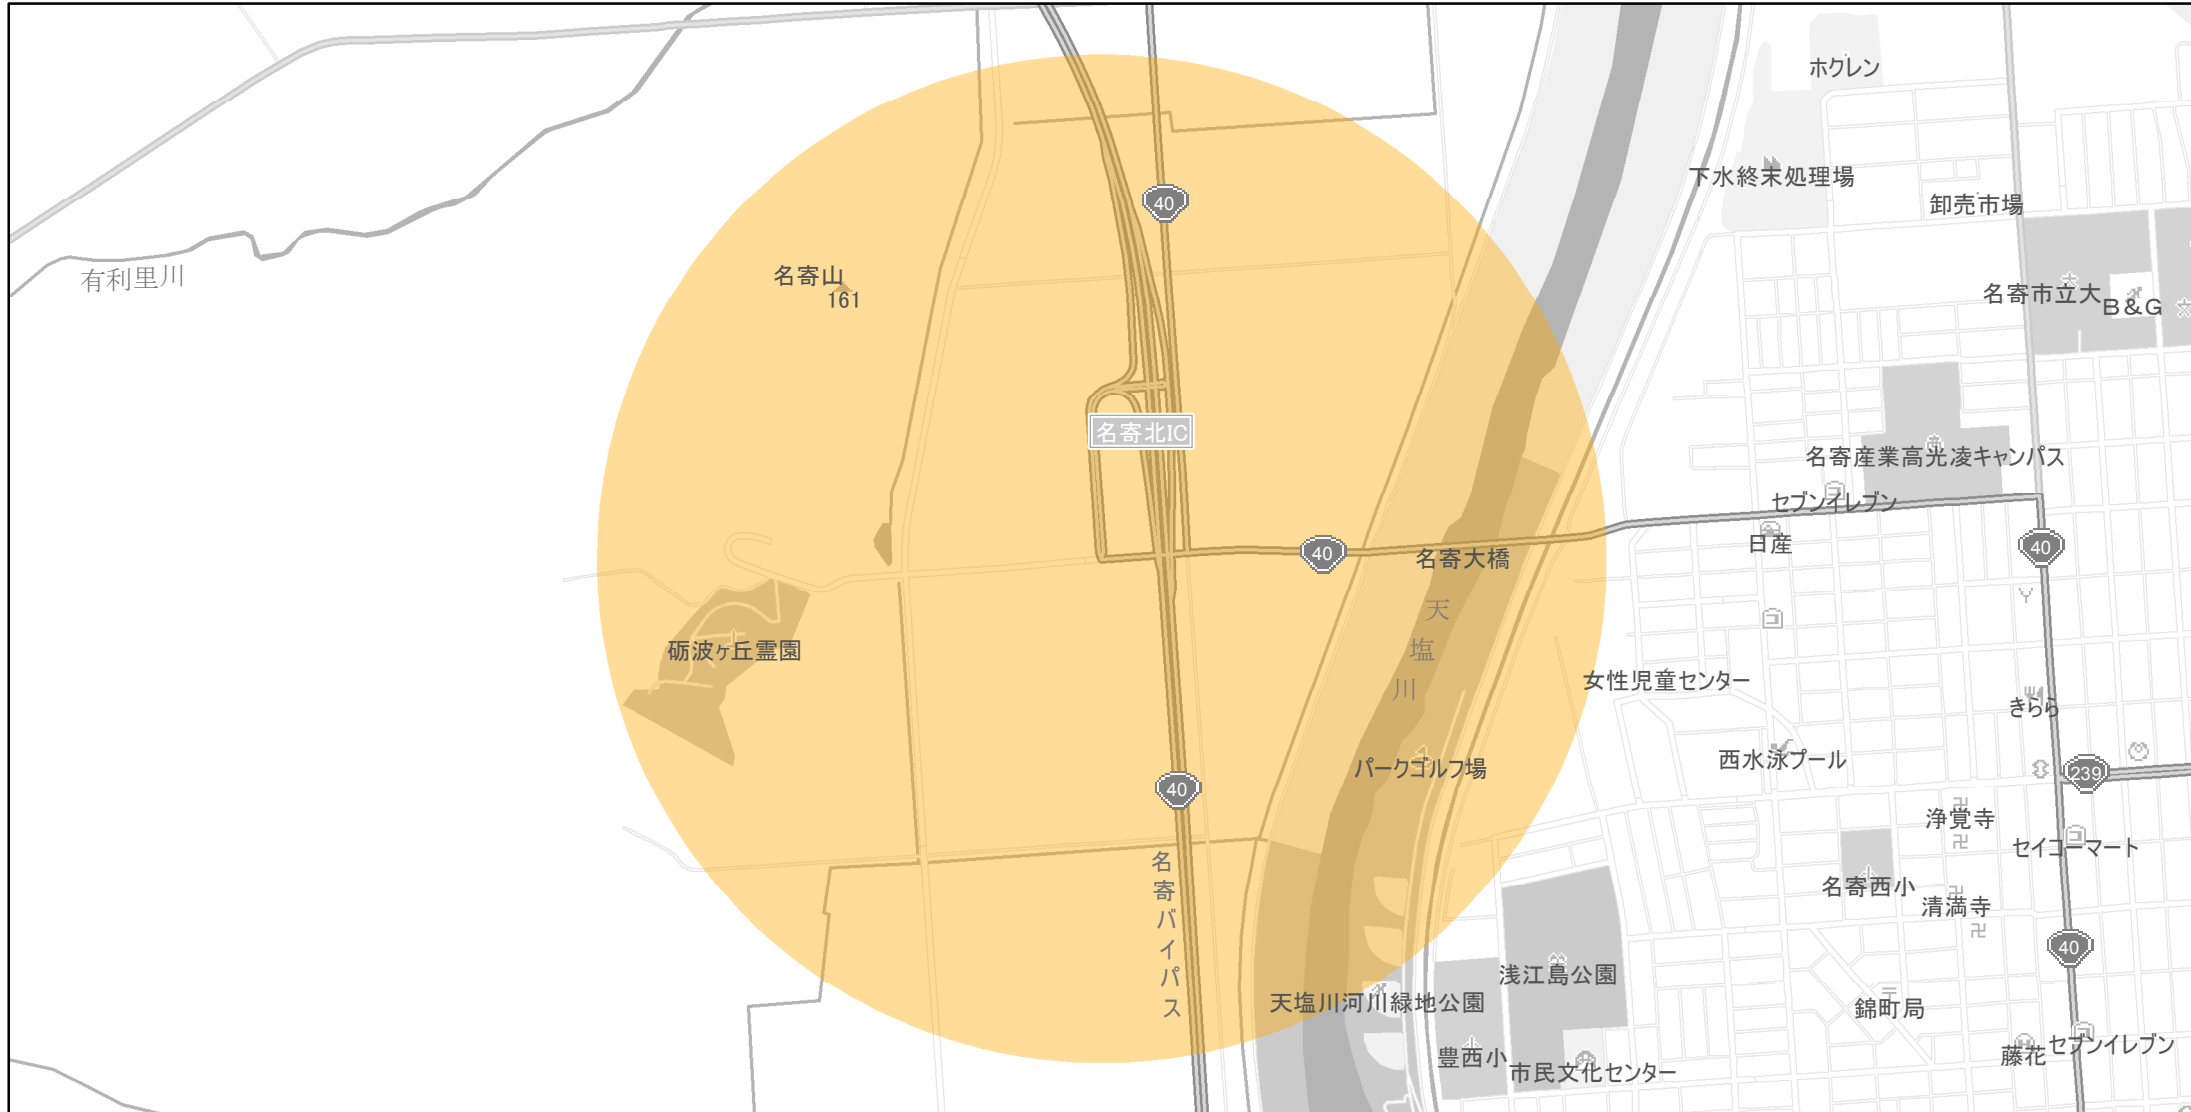 ホクレン
下水終末処理場
卸売市場
40
有利里川
名寄山
161
名寄市立大
B&G
名寄北IC
名寄産業高光凌キャンパス
セブンイレブン
日産
40
名寄大橋
40
天塩川
砺波ヶ丘霊園
女性児童センター
きらら
西水泳プール
パークゴルフ場
239
40
浄覚寺
セイコーマート
名寄バイパス
名寄西小
清満寺
40
浅江島公園
天塩川河川緑地公園
錦町局
豊西小
市民文化センター
藤花
セブンイレブン